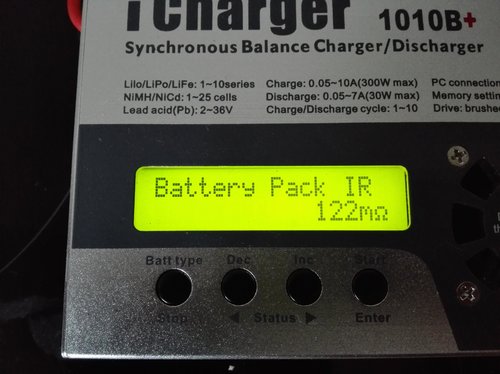 iCharger 1010B+
Synchronous Balance Charger/Discharger
LiIo/LiPo/LiFe: 1~10series Charge: 0.05~10A(300W max) PC connection
NiMH/NiCd: 1~25 cells Discharge: 0.05~7A(30W max) Memory setting
Lead acid(Pb): 2~36V Charge/Discharge cycle: 1~10 Drive: brushe
Battery Pack IR
122mΩ
Batt type Dec Inc Start
Stop ◀ Status ▶ Enter